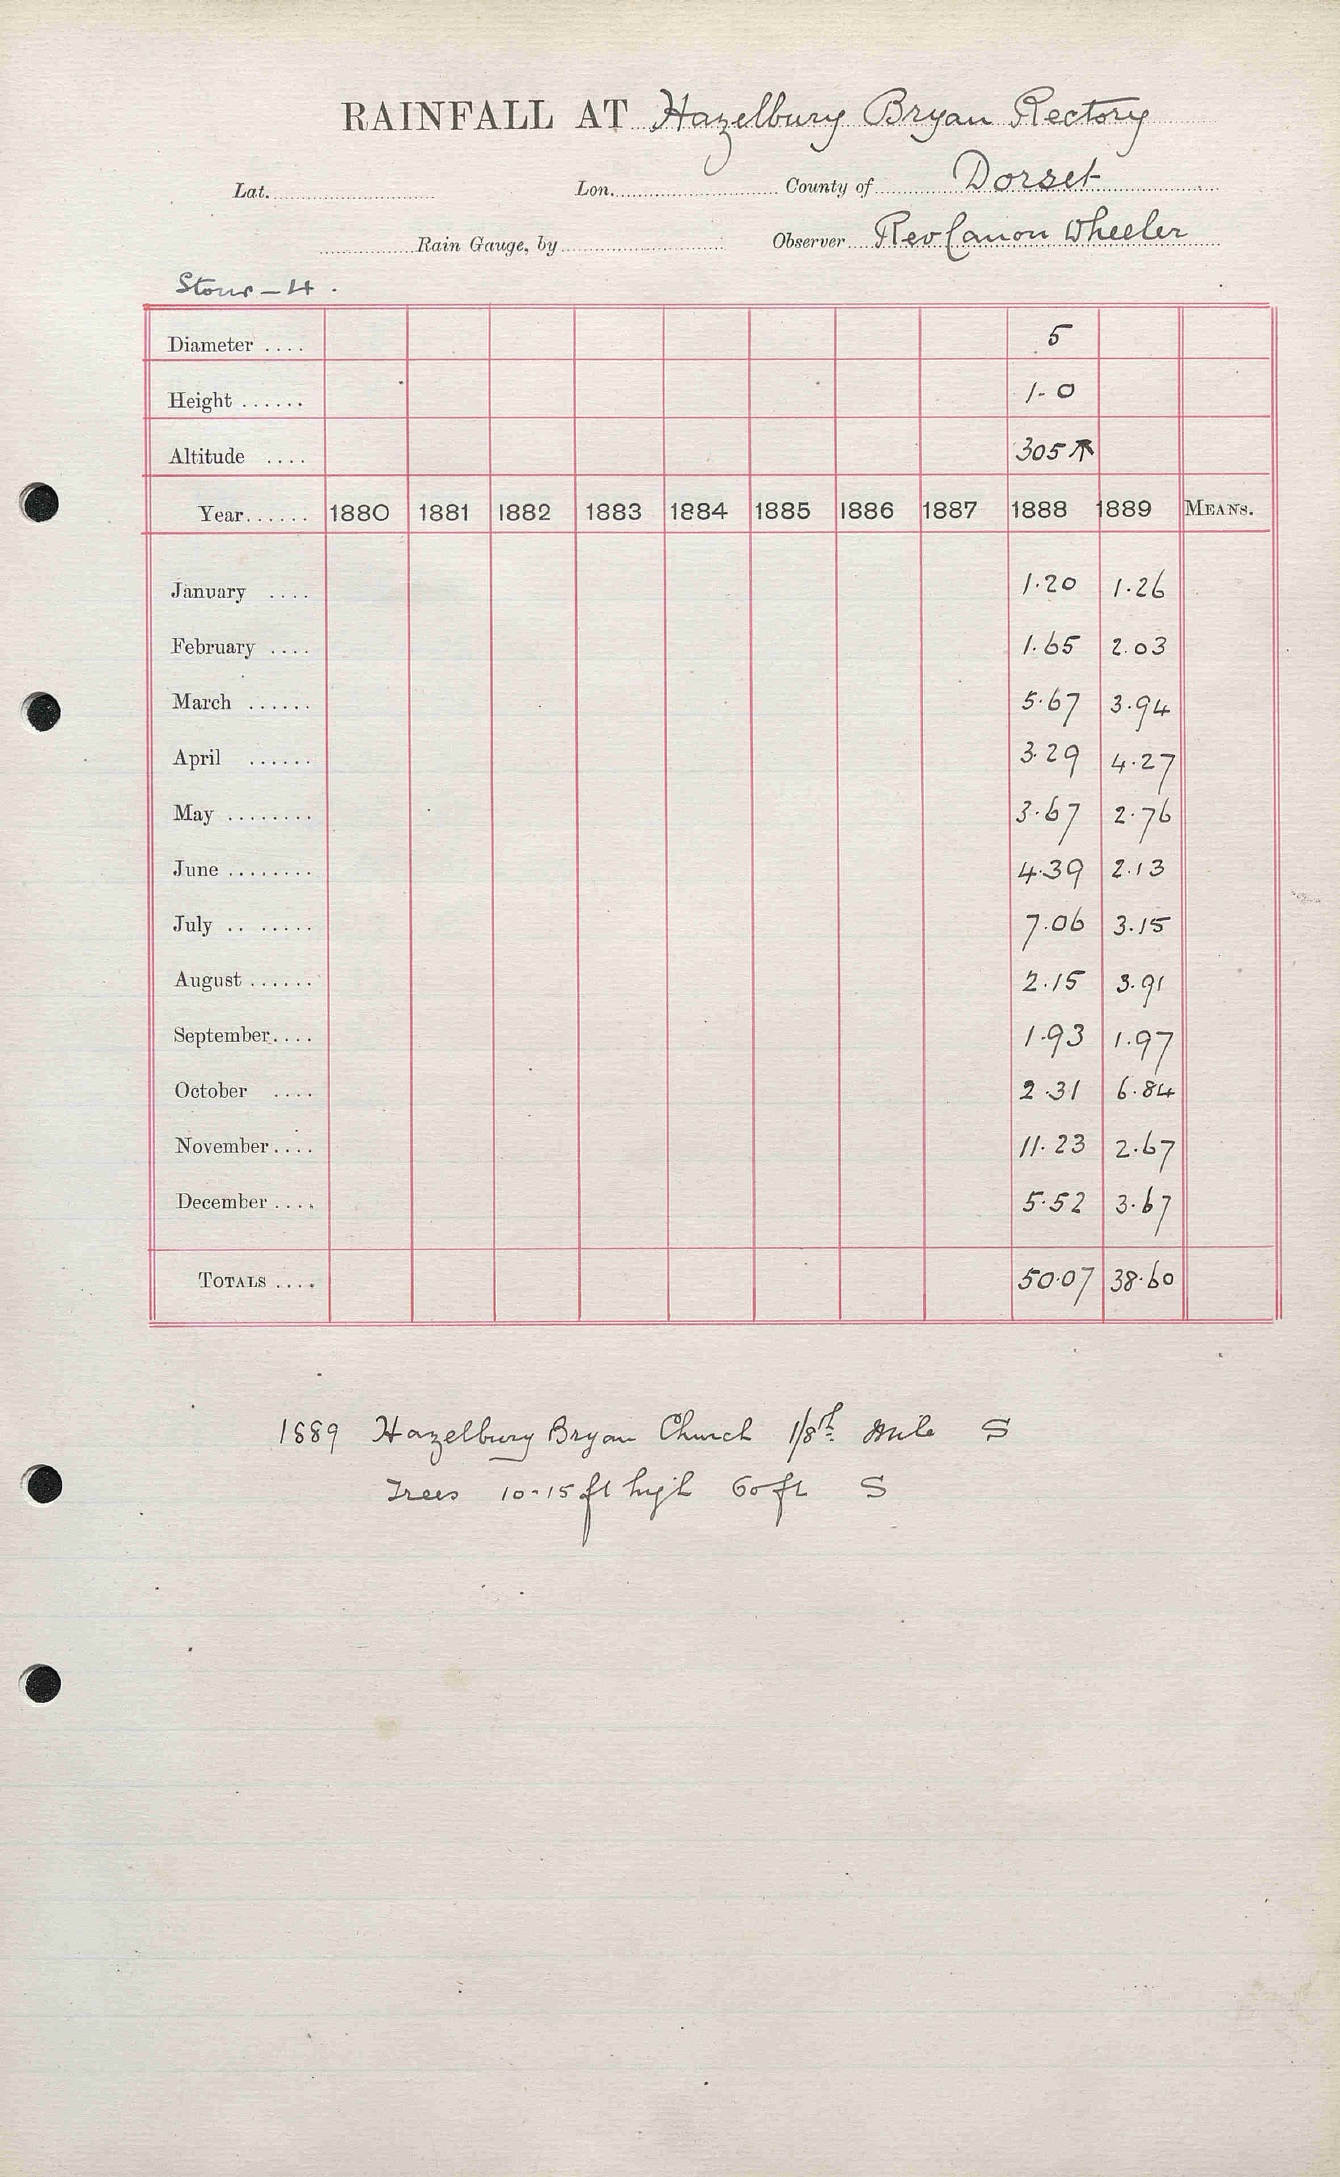 RAINFALL AT Hazelbury Bryan Rectory
Lat. Lon. County of Dorset
Rain Gauge, by Observer Rev Canon Wheeler
Stour - 4.
Diameter .... 5
Height ...... 1-0
Altitude .... 305
Year...... 1880 1881 1882 1883 1884 1885 1886 1887 1888 1889 MEANS.
January .... 1.20 1.26
February .... 1.65 2.03
March ...... 5.67 3.94
April ...... 3.29 4.27
May ........ 3.67 2.76
June ........ 4.39 2.13
July .. ..... 7.06 3.15
August ...... 2.15 3.91
September.... 1.93 1.97
October .... 2.31 6.84
November.... 11.23 2.67
December.... 5.52 3.67
TOTALS .... 50.07 38.60
1889 Hazelbury Bryan Church 1/8th mile S
Trees 10-15 ft high 60 ft S